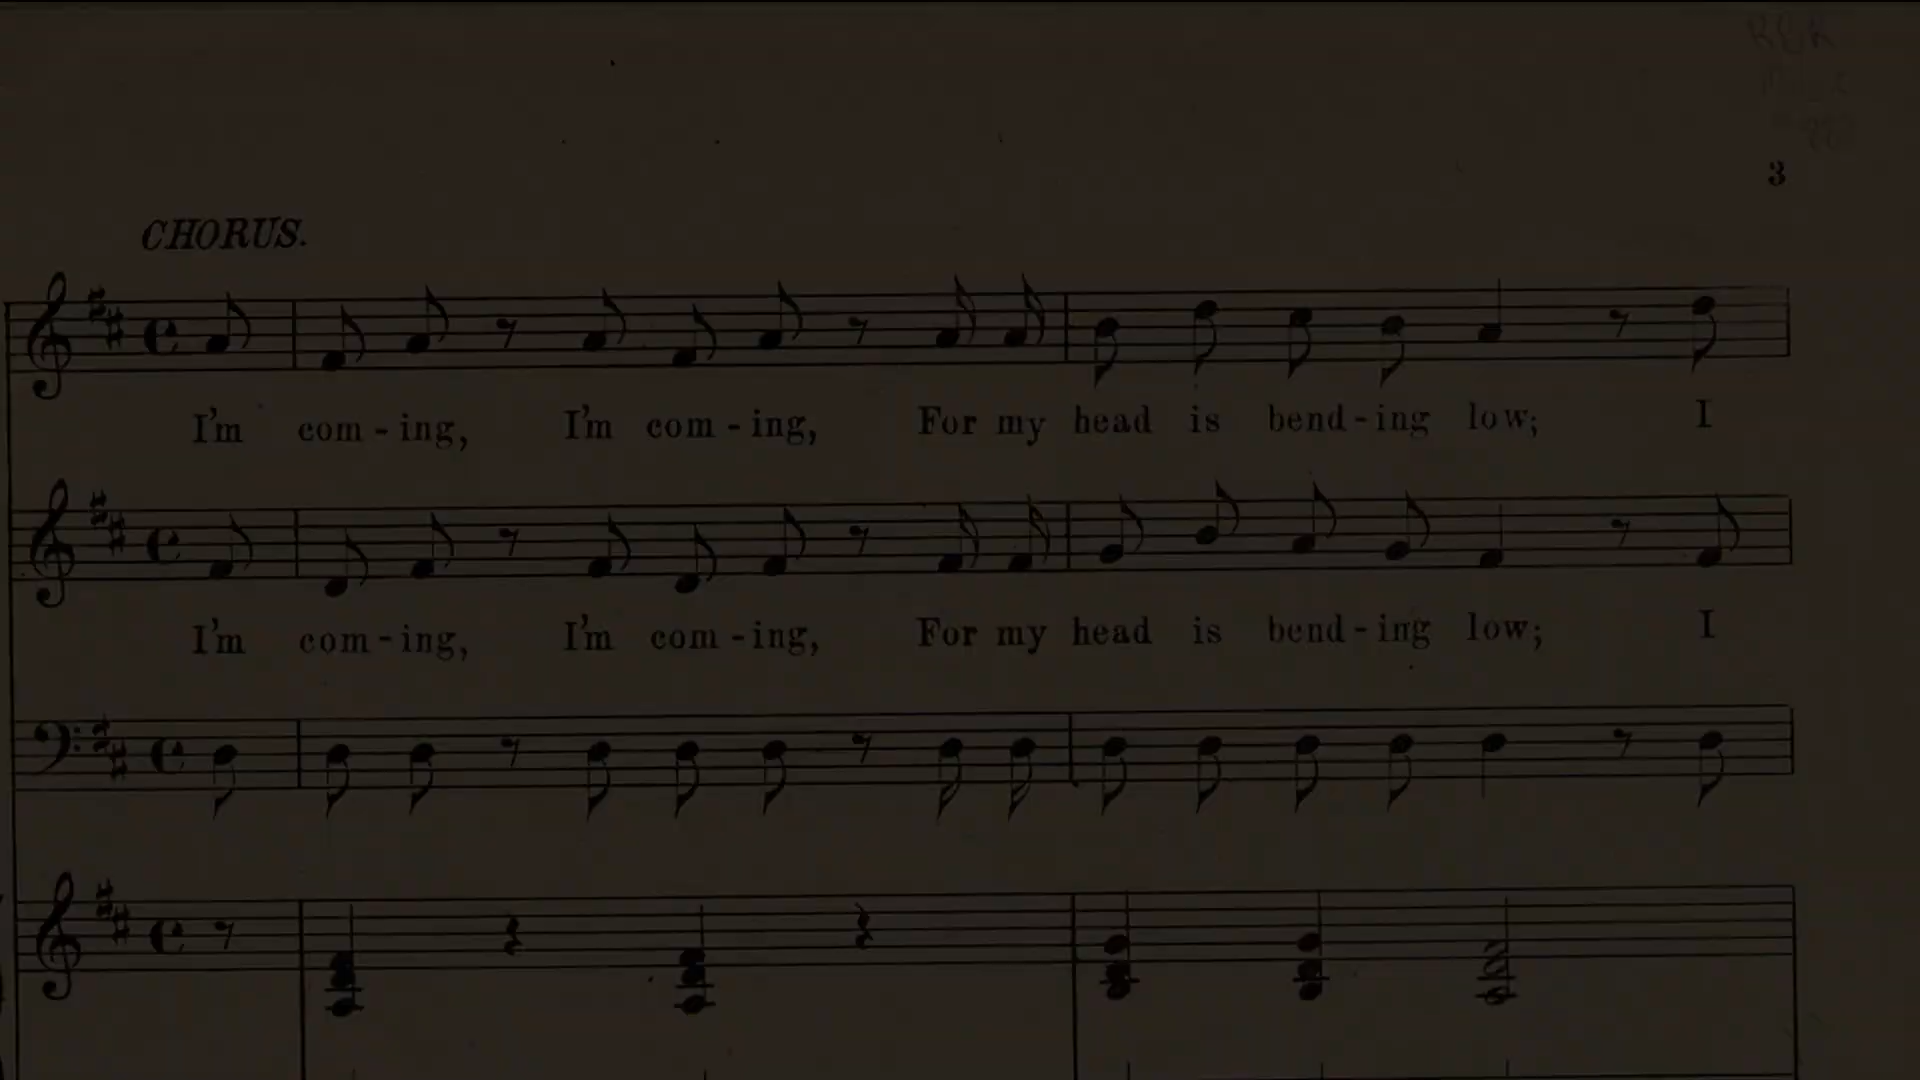 3
CHORUS.
I'm com-ing, I'm com-ing, For my head is bend-ing low; I
I'm com-ing, I'm com-ing, For my head is bend-ing low; I